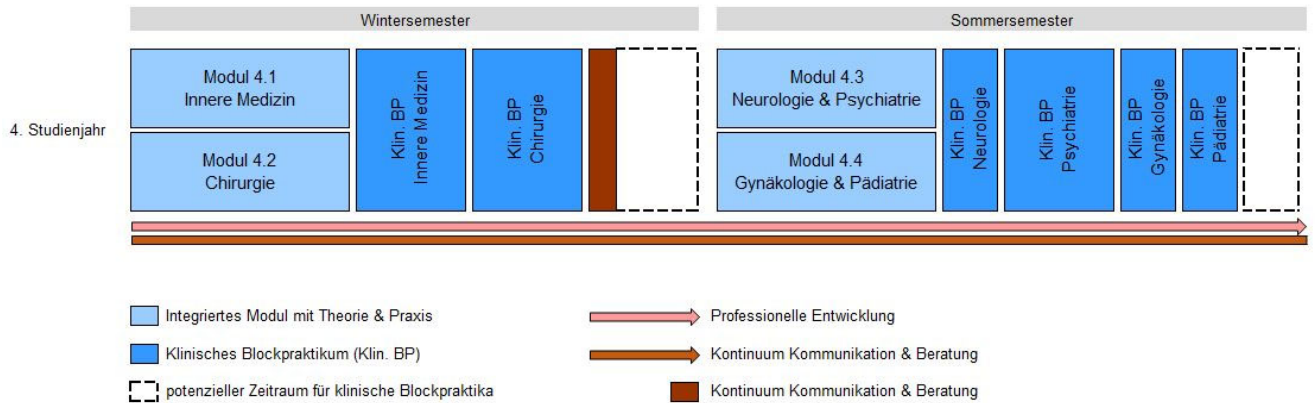 Wintersemester
Sommersemester
4. Studienjahr
Modul 4.1
Innere Medizin
Modul 4.2
Chirurgie
Klin. BP
Innere Medizin
Klin. BP
Chirurgie
Modul 4.3
Neurologie & Psychiatrie
Modul 4.4
Gynäkologie & Pädiatrie
Klin. BP
Neurologie
Klin. BP
Psychiatrie
Klin. BP
Gynäkologie
Klin. BP
Pädiatrie
Integriertes Modul mit Theorie & Praxis
Klinisches Blockpraktikum (Klin. BP)
potenzieller Zeitraum für klinische Blockpraktika
Professionelle Entwicklung
Kontinuum Kommunikation & Beratung
Kontinuum Kommunikation & Beratung